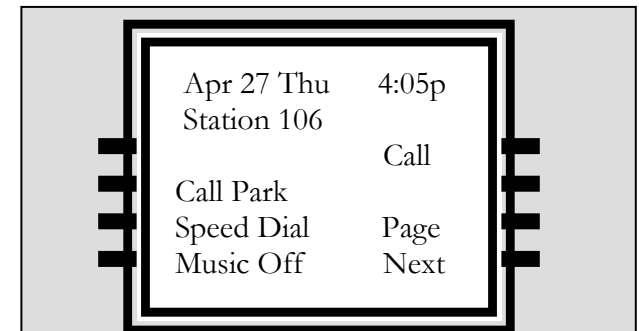 Apr 27 Thu 4:05p
Station 106
Call
Call Park
Speed Dial Page
Music Off Next